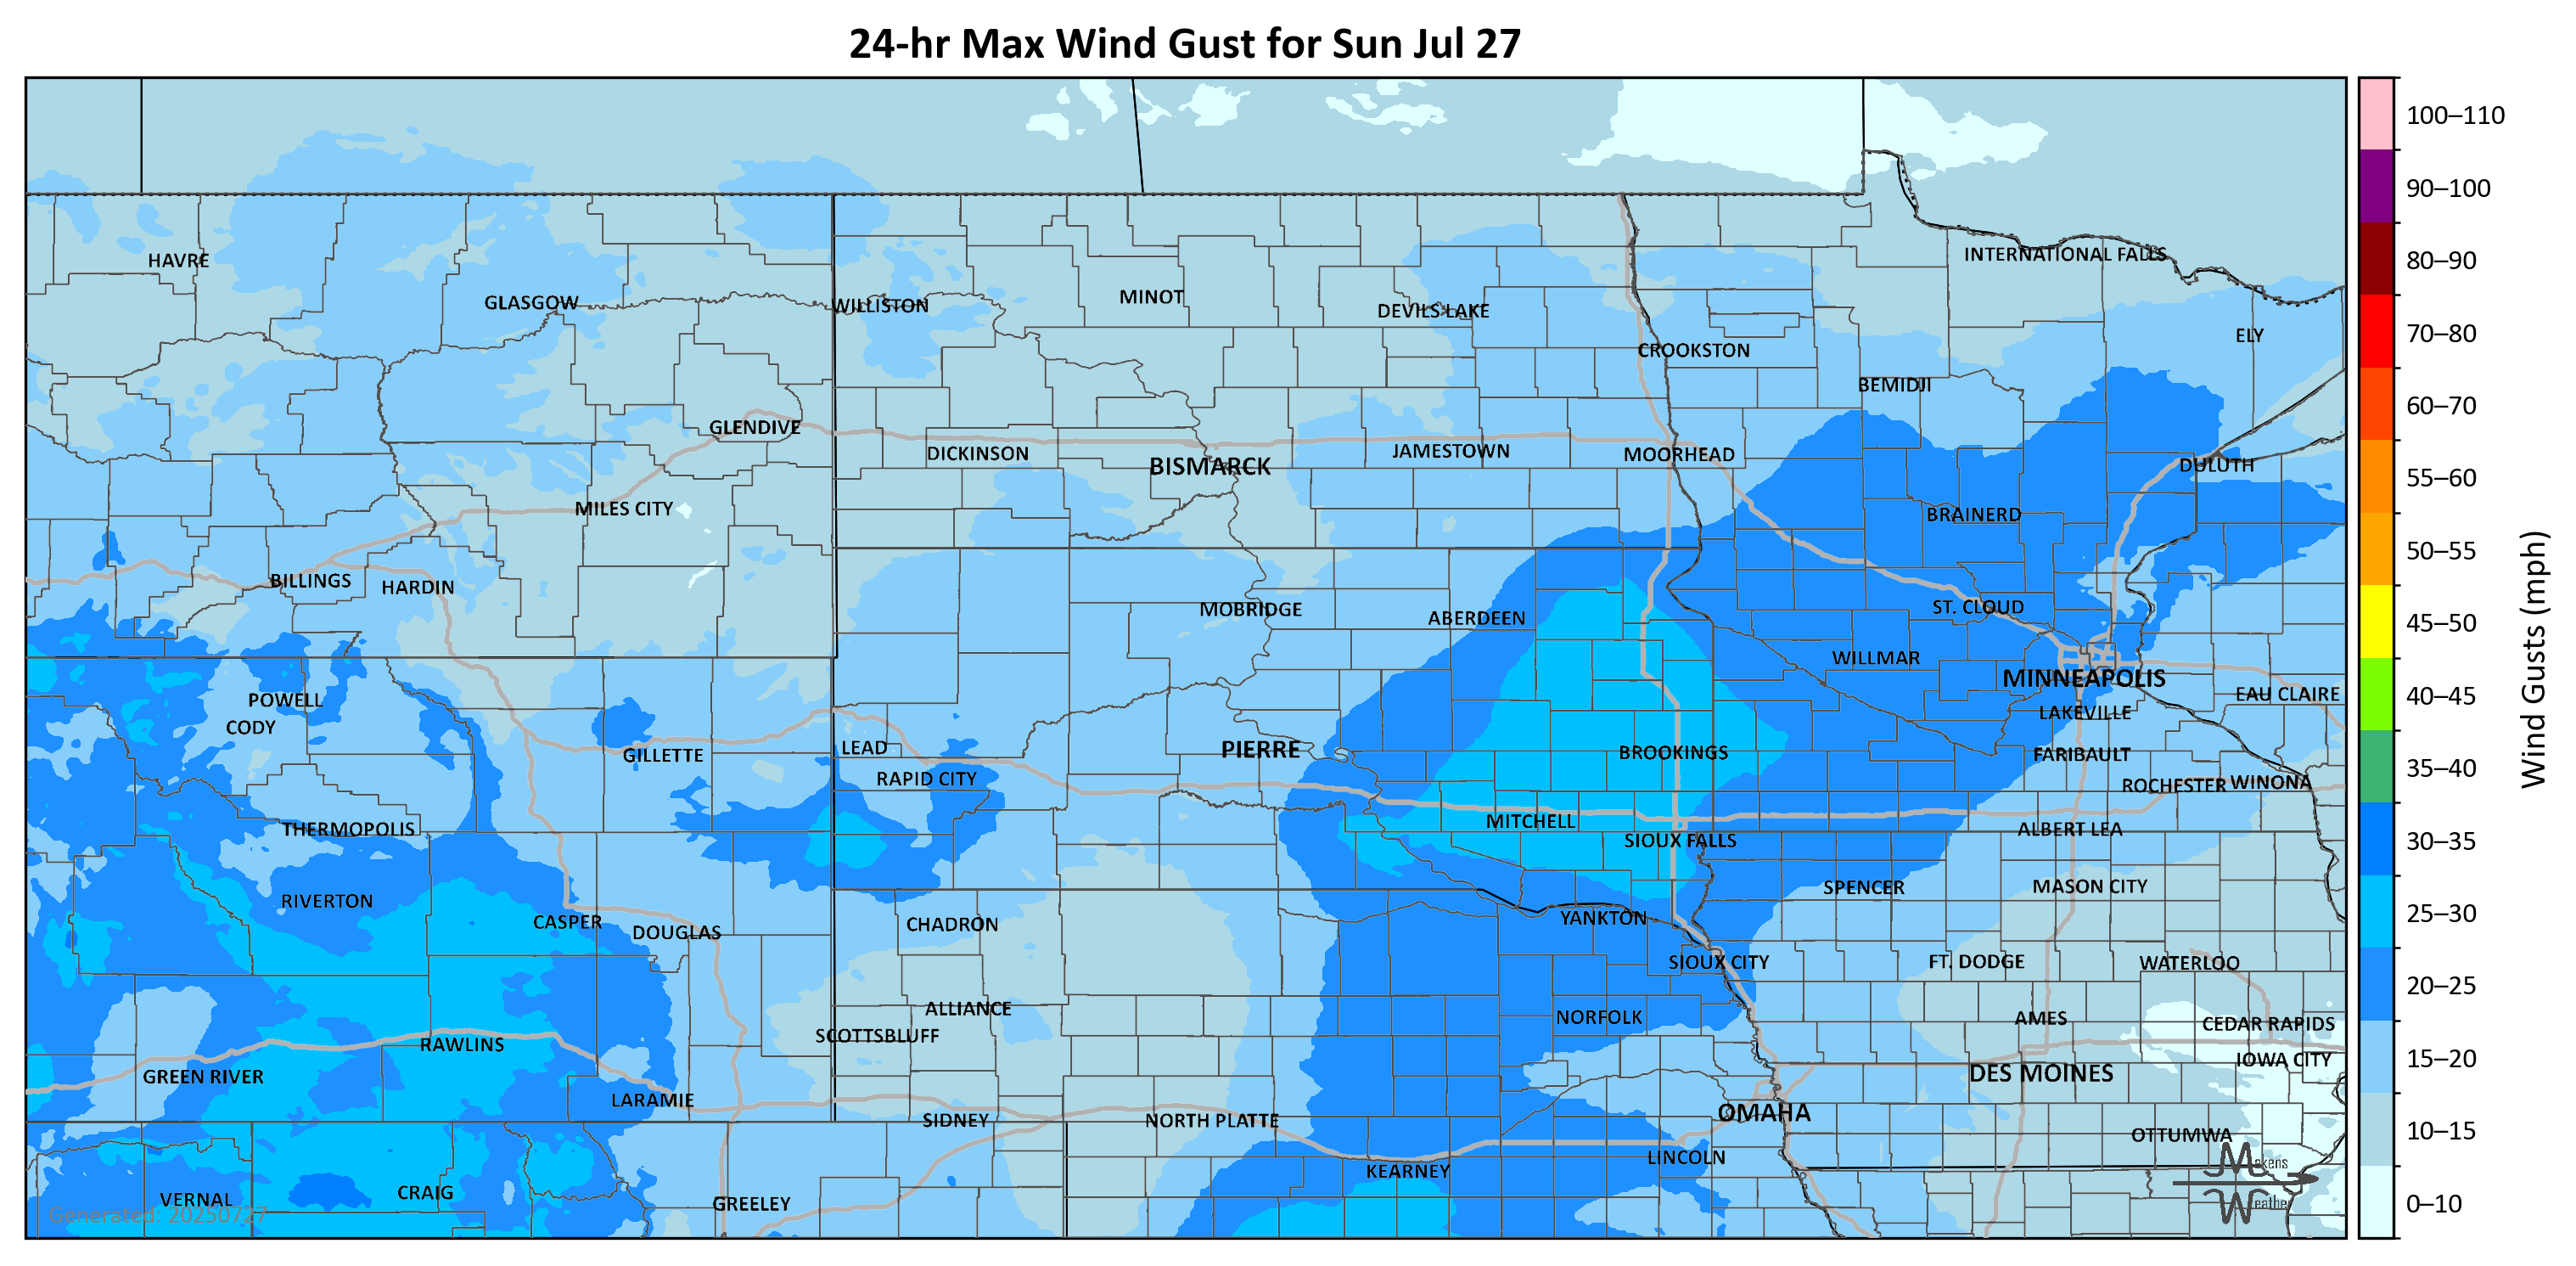 24-hr Max Wind Gust for Sun Jul 27
100–110
90–100
80–90
70–80
60–70
55–60
50–55
45–50
40–45
35–40
30–35
25–30
20–25
15–20
10–15
0–10
Wind Gusts (mph)
HAVRE
GLASGOW
WILLISTON
MINOT
DEVILS LAKE
INTERNATIONAL FALLS
ELY
CROOKSTON
BEMIDJI
GLENDIVE
DICKINSON
BISMARCK
JAMESTOWN
MOORHEAD
DULUTH
MILES CITY
BRAINERD
BILLINGS
HARDIN
MOBRIDGE
ABERDEEN
ST. CLOUD
WILLMAR
MINNEAPOLIS
EAU CLAIRE
POWELL
CODY
LAKEVILLE
GILLETTE
LEAD
PIERRE
BROOKINGS
FARIBAULT
RAPID CITY
ROCHESTER
WINONA
THERMOPOLIS
MITCHELL
SIOUX FALLS
ALBERT LEA
RIVERTON
SPENCER
MASON CITY
CASPER
DOUGLAS
CHADRON
YANKTON
SIOUX CITY
FT. DODGE
WATERLOO
ALLIANCE
NORFOLK
AMES
CEDAR RAPIDS
SCOTTSBLUFF
RAWLINS
IOWA CITY
GREEN RIVER
DES MOINES
LARAMIE
SIDNEY
NORTH PLATTE
OMAHA
OTTUMWA
KEARNEY
LINCOLN
VERNAL
CRAIG
GREELEY
Generated: 20250727
Makens
Weather